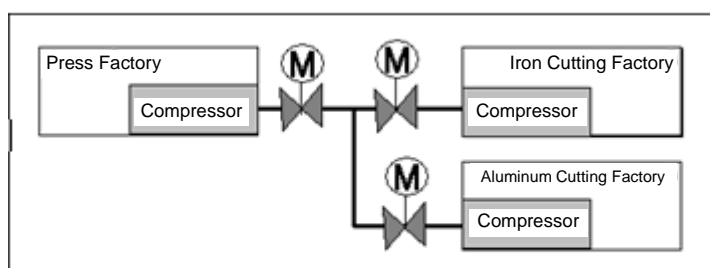 Press Factory
Compressor
M
M
Iron Cutting Factory
Compressor
M
Aluminum Cutting Factory
Compressor